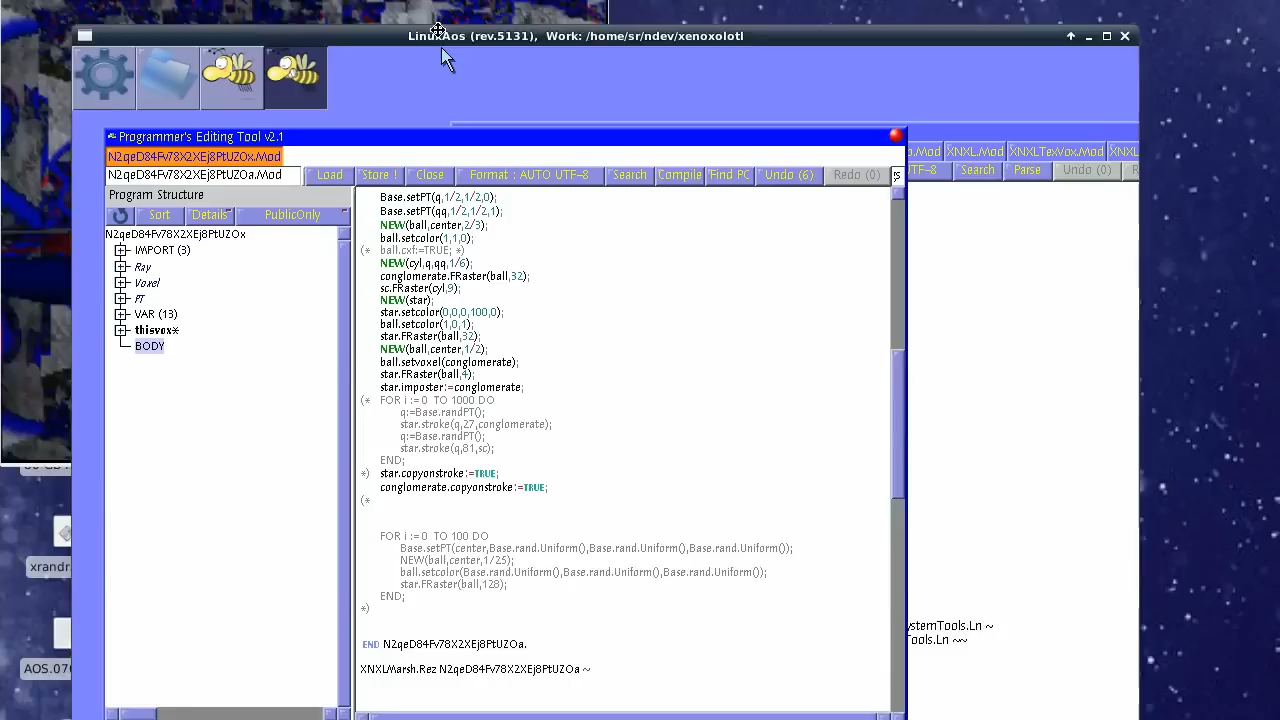 LinuxAos (rev.5131),  Work: /home/sr/ndev/xenoxolotl
Programmer's Editing Tool v2.1
N2qeD84Fv78X2XEj8PtUZOx.Mod
N2qeD84Fv78X2XEj8PtUZOa.Mod
Load Store ! Close Format : AUTO UTF-8 Search Compile Find PC Undo (6) Redo (0)
Program Structure
Sort Details PublicOnly
N2qeD84Fv78X2XEj8PtUZOx
IMPORT (3)
Ray
Voxel
PT
VAR (13)
thisvox*
BODY
Base.setPT(q,1/2,1/2,0);
Base.setPT(qq,1/2,1/2,1);
NEW(ball,center,2/3);
ball.setcolor(1,1,0);
(* ball.cxf:=TRUE; *)
NEW(cyl,q,qq,1/6);
conglomerate.FRaster(ball,32);
sc.FRaster(cyl,9);
NEW(star);
star.setcolor(0,0,0,100,0);
ball.setcolor(1,0,1);
star.FRaster(ball,32);
NEW(ball,center,1/2);
ball.setvoxel(conglomerate);
star.FRaster(ball,4);
star.imposter:=conglomerate;
(* FOR i := 0  TO 1000 DO
q:=Base.randPT();
star.stroke(q,27,conglomerate);
q:=Base.randPT();
star.stroke(q,81,sc);
END;
*) star.copyonstroke:=TRUE;
conglomerate.copyonstroke:=TRUE;
(*
FOR i := 0  TO 100 DO
Base.setPT(center,Base.rand.Uniform(),Base.rand.Uniform(),Base.rand.Uniform());
NEW(ball,center,1/25);
ball.setcolor(Base.rand.Uniform(),Base.rand.Uniform(),Base.rand.Uniform());
star.FRaster(ball,128);
END;
*)
END N2qeD84Fv78X2XEj8PtUZOa.
XNXLMarsh.Rez N2qeD84Fv78X2XEj8PtUZOa ~
XNXL.Mod XNXLTexVox.Mod XNXL
UTF-8 Search Parse Undo (0)
ystemTools.Ln ~
Tools.Ln ~~
xrandr.
AOS.070